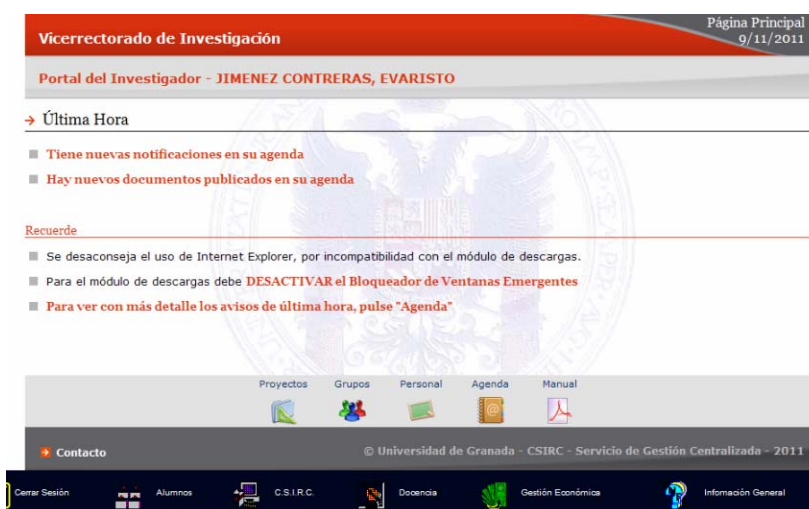 Página Principal
Vicerrectorado de Investigación
9/11/2011
Portal del Investigador - JIMENEZ CONTRERAS, EVARISTO
Última Hora
Tiene nuevas notificaciones en su agenda
Hay nuevos documentos publicados en su agenda
Recuerde
Se desaconseja el uso de Internet Explorer, por incompatibilidad con el módulo de descargas.
Para el módulo de descargas debe DESACTIVAR el Bloqueador de Ventanas Emergentes
Para ver con más detalle los avisos de última hora, pulse "Agenda"
Proyectos Grupos Personal Agenda Manual
Contacto © Universidad de Granada - CSIRC - Servicio de Gestión Centralizada - 2011
Cerrar Sesión Alumnos C.S.I.R.C. Docencia Gestión Económica Infomación General